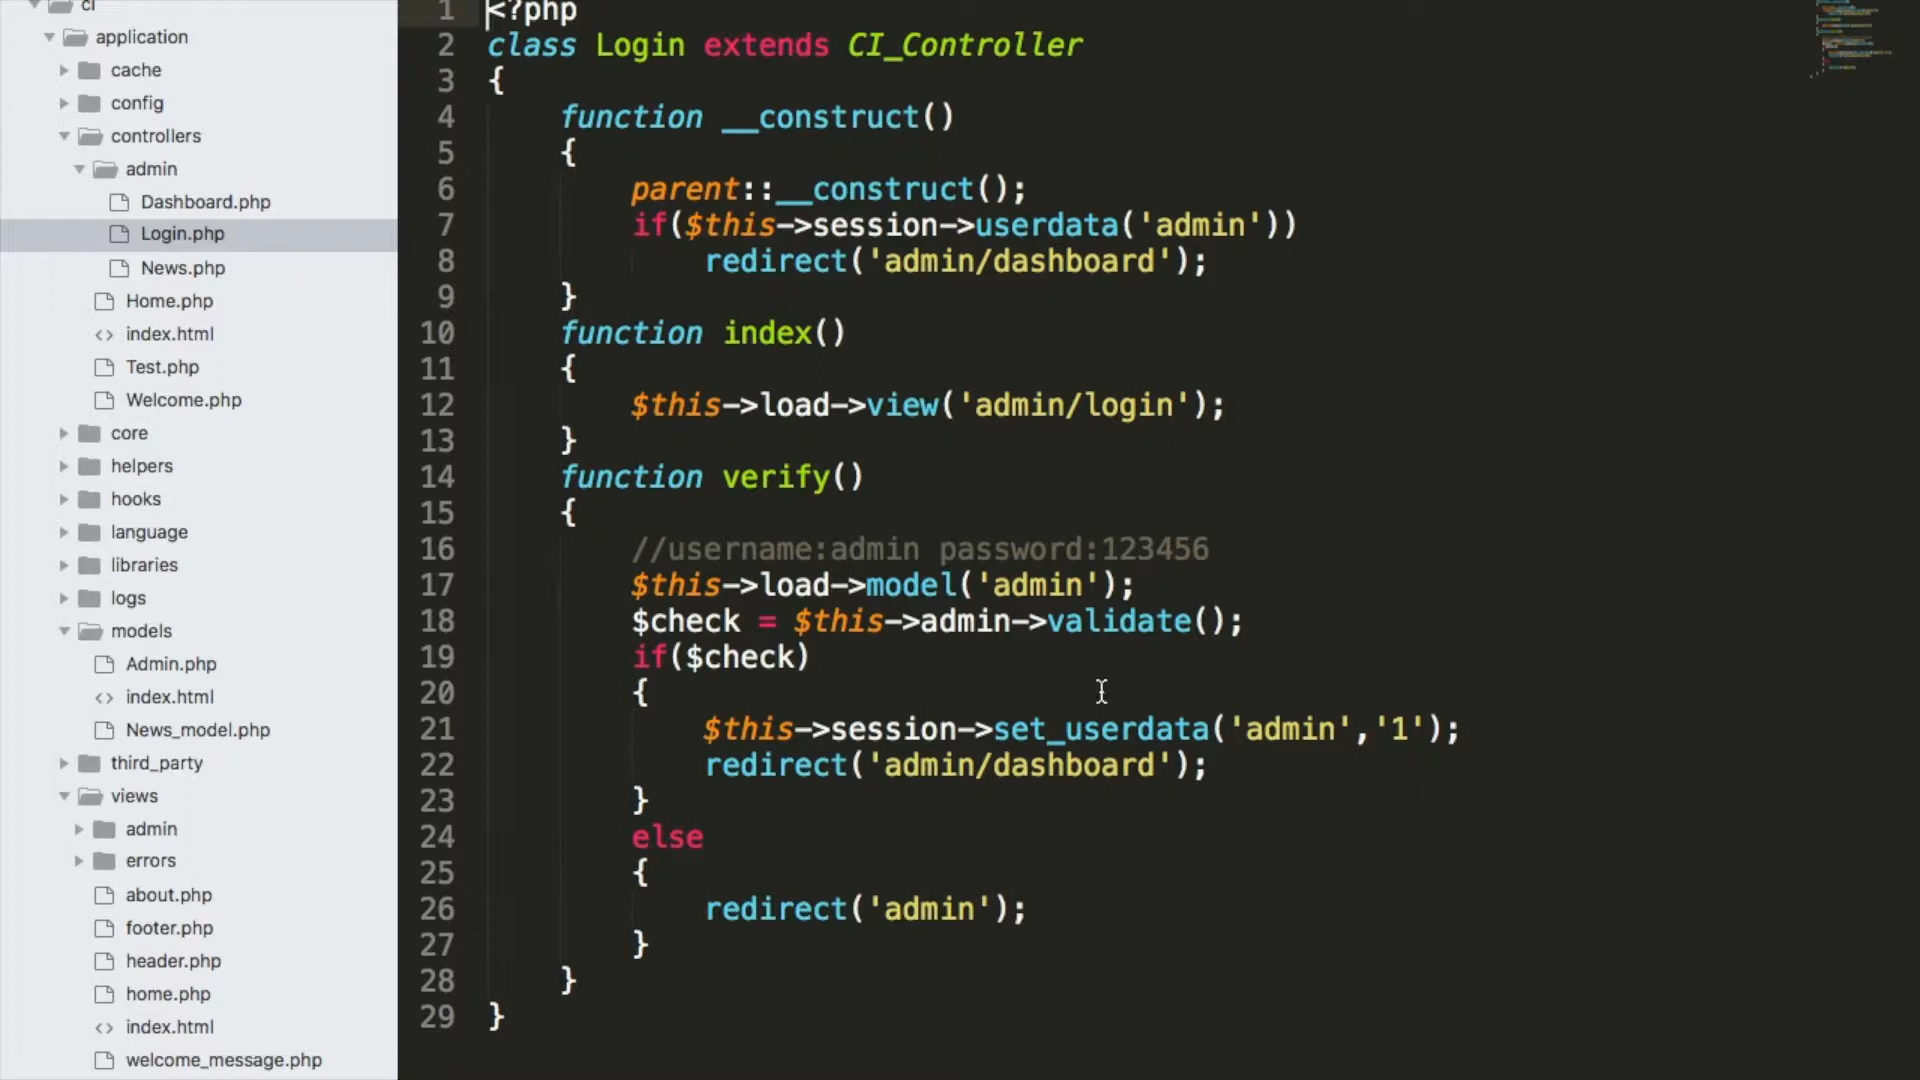 ci
application
cache
config
controllers
admin
Dashboard.php
Login.php
News.php
Home.php
<> index.html
Test.php
Welcome.php
core
helpers
hooks
language
libraries
logs
models
Admin.php
<> index.html
News_model.php
third_party
views
admin
errors
about.php
footer.php
header.php
home.php
<> index.html
welcome_message.php
1 <?php
2 class Login extends CI_Controller
3 {
4 function __construct()
5 {
6 parent::__construct();
7 if($this->session->userdata('admin'))
8 redirect('admin/dashboard');
9 }
10 function index()
11 {
12 $this->load->view('admin/login');
13 }
14 function verify()
15 {
16 //username:admin password:123456
17 $this->load->model('admin');
18 $check = $this->admin->validate();
19 if($check)
20 {
21 $this->session->set_userdata('admin','1');
22 redirect('admin/dashboard');
23 }
24 else
25 {
26 redirect('admin');
27 }
28 }
29 }